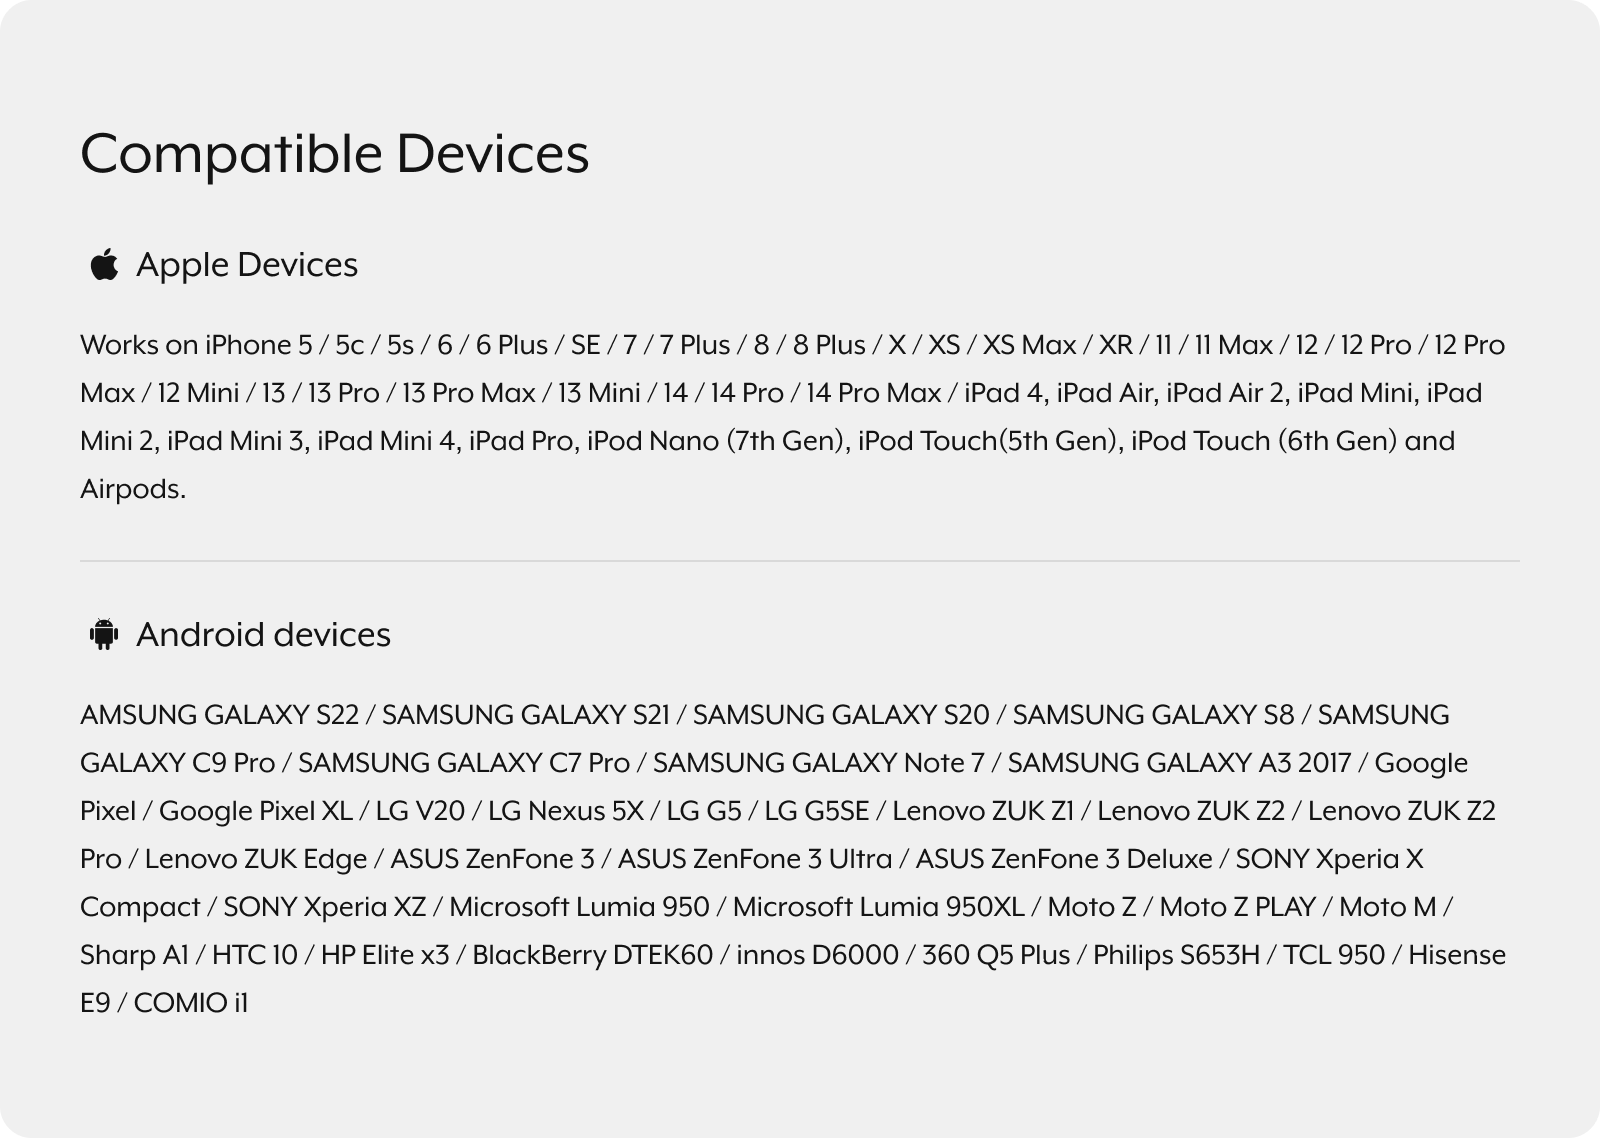 Compatible Devices
Apple Devices
Works on iPhone 5 / 5c / 5s / 6 / 6 Plus / SE / 7 / 7 Plus / 8 / 8 Plus / X / XS / XS Max / XR / 11 / 11 Max / 12 / 12 Pro / 12 Pro
Max / 12 Mini / 13 / 13 Pro / 13 Pro Max / 13 Mini / 14 / 14 Pro / 14 Pro Max / iPad 4, iPad Air, iPad Air 2, iPad Mini, iPad
Mini 2, iPad Mini 3, iPad Mini 4, iPad Pro, iPod Nano (7th Gen), iPod Touch(5th Gen), iPod Touch (6th Gen) and
Airpods.
Android devices
AMSUNG GALAXY S22 / SAMSUNG GALAXY S21 / SAMSUNG GALAXY S20 / SAMSUNG GALAXY S8 / SAMSUNG
GALAXY C9 Pro / SAMSUNG GALAXY C7 Pro / SAMSUNG GALAXY Note 7 / SAMSUNG GALAXY A3 2017 / Google
Pixel / Google Pixel XL / LG V20 / LG Nexus 5X / LG G5 / LG G5SE / Lenovo ZUK Z1 / Lenovo ZUK Z2 / Lenovo ZUK Z2
Pro / Lenovo ZUK Edge / ASUS ZenFone 3 / ASUS ZenFone 3 Ultra / ASUS ZenFone 3 Deluxe / SONY Xperia X
Compact / SONY Xperia XZ / Microsoft Lumia 950 / Microsoft Lumia 950XL / Moto Z / Moto Z PLAY / Moto M /
Sharp A1 / HTC 10 / HP Elite x3 / BlackBerry DTEK60 / innos D6000 / 360 Q5 Plus / Philips S653H / TCL 950 / Hisense
E9 / COMIO i1